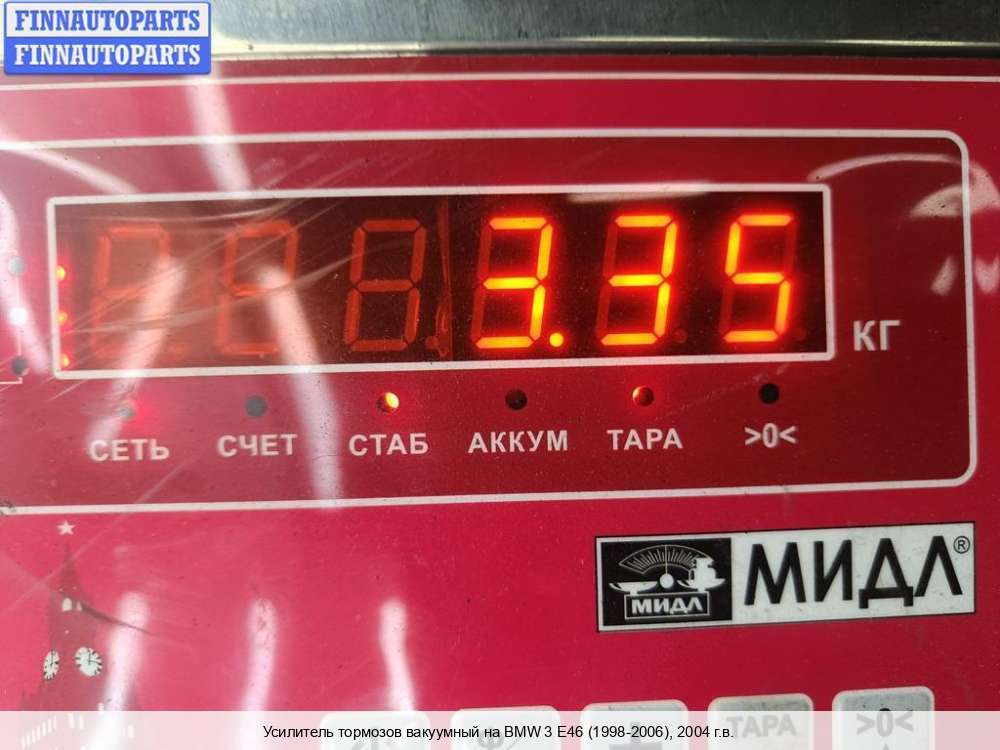 FINNAUTOPARTS
FINNAUTOPARTS
3.35
КГ
СЕТЬ СЧЕТ СТАБ АККУМ ТАРА >0<
МИДЛ МИДЛ®
ТАРА >0<
Усилитель тормозов вакуумный на BMW 3 E46 (1998-2006), 2004 г.в.